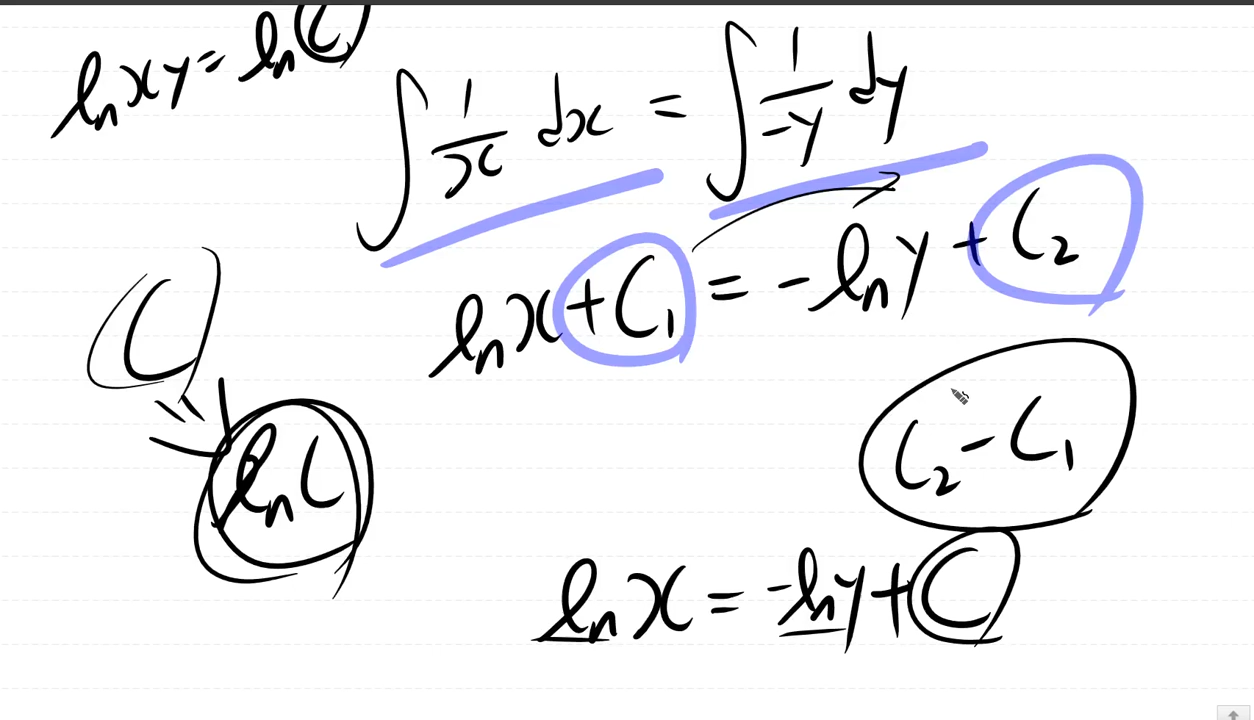 ln xy = ln C
∫ 1/x dx = ∫ 1/-y dy
ln x + C₁ = -ln y + C₂
C
ln C
C₂ - C₁
ln x = -ln y + C